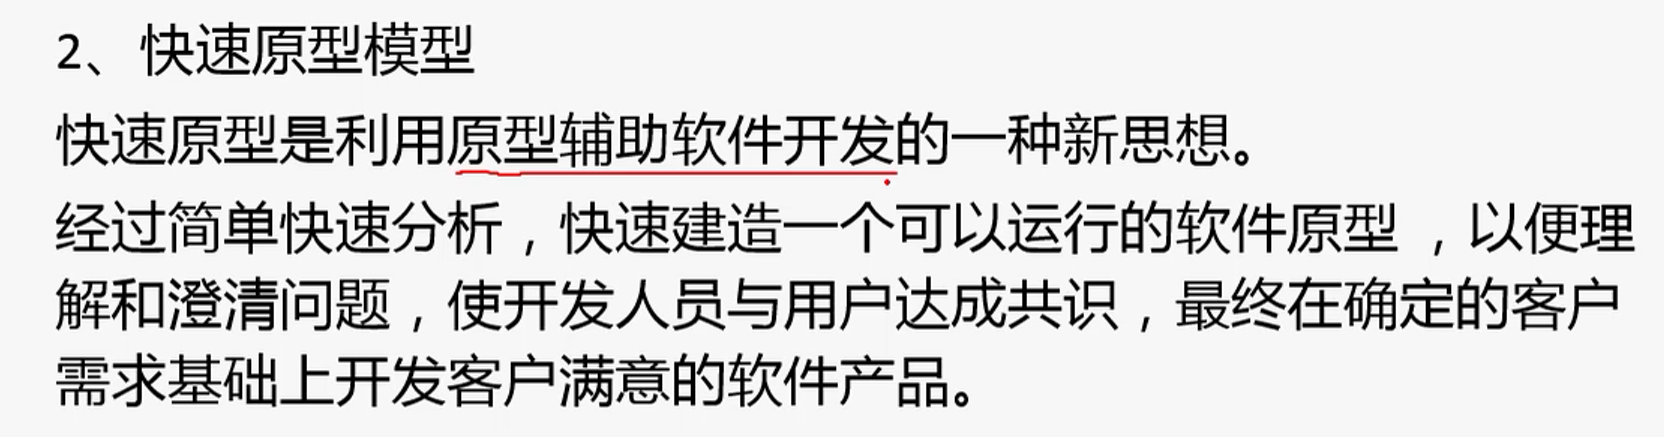 2、快速原型模型
快速原型是利用原型辅助软件开发的一种新思想。
经过简单快速分析，快速建造一个可以运行的软件原型 ，以便理
解和澄清问题，使开发人员与用户达成共识，最终在确定的客户
需求基础上开发客户满意的软件产品。